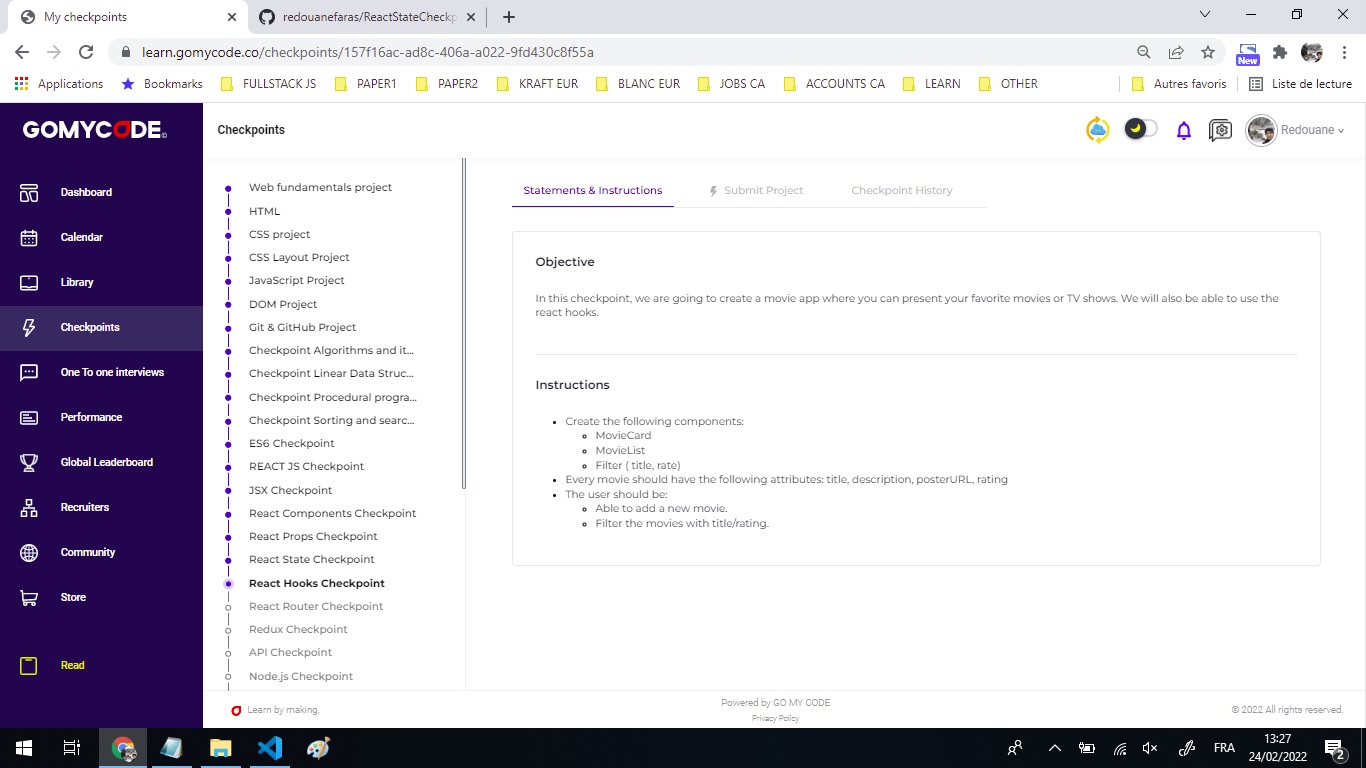 My checkpoints
redouanefaras/ReactStateCheckp
learn.gomycode.co/checkpoints/157f16ac-ad8c-406a-a022-9fd430c8f55a
New
Applications
Bookmarks
FULLSTACK JS
PAPER1
PAPER2
KRAFT EUR
BLANC EUR
JOBS CA
ACCOUNTS CA
LEARN
OTHER
Autres favoris
Liste de lecture
GOMYCODE
Checkpoints
Redouane
Dashboard
Calendar
Library
Checkpoints
One To one interviews
Performance
Global Leaderboard
Recruiters
Community
Store
Read
Web fundamentals project
HTML
CSS project
CSS Layout Project
JavaScript Project
DOM Project
Git & GitHub Project
Checkpoint Algorithms and it...
Checkpoint Linear Data Struc...
Checkpoint Procedural progra...
Checkpoint Sorting and searc...
ES6 Checkpoint
REACT JS Checkpoint
JSX Checkpoint
React Components Checkpoint
React Props Checkpoint
React State Checkpoint
React Hooks Checkpoint
React Router Checkpoint
Redux Checkpoint
API Checkpoint
Node.js Checkpoint
Statements & Instructions
Submit Project
Checkpoint History
Objective
In this checkpoint, we are going to create a movie app where you can present your favorite movies or TV shows. We will also be able to use the
react hooks.
Instructions
Create the following components:
MovieCard
MovieList
Filter ( title, rate)
Every movie should have the following attributes: title, description, posterURL, rating
The user should be:
Able to add a new movie.
Filter the movies with title/rating.
Learn by making.
Powered by GO MY CODE
Privacy Policy
© 2022 All rights reserved.
FRA
13:27
24/02/2022
2